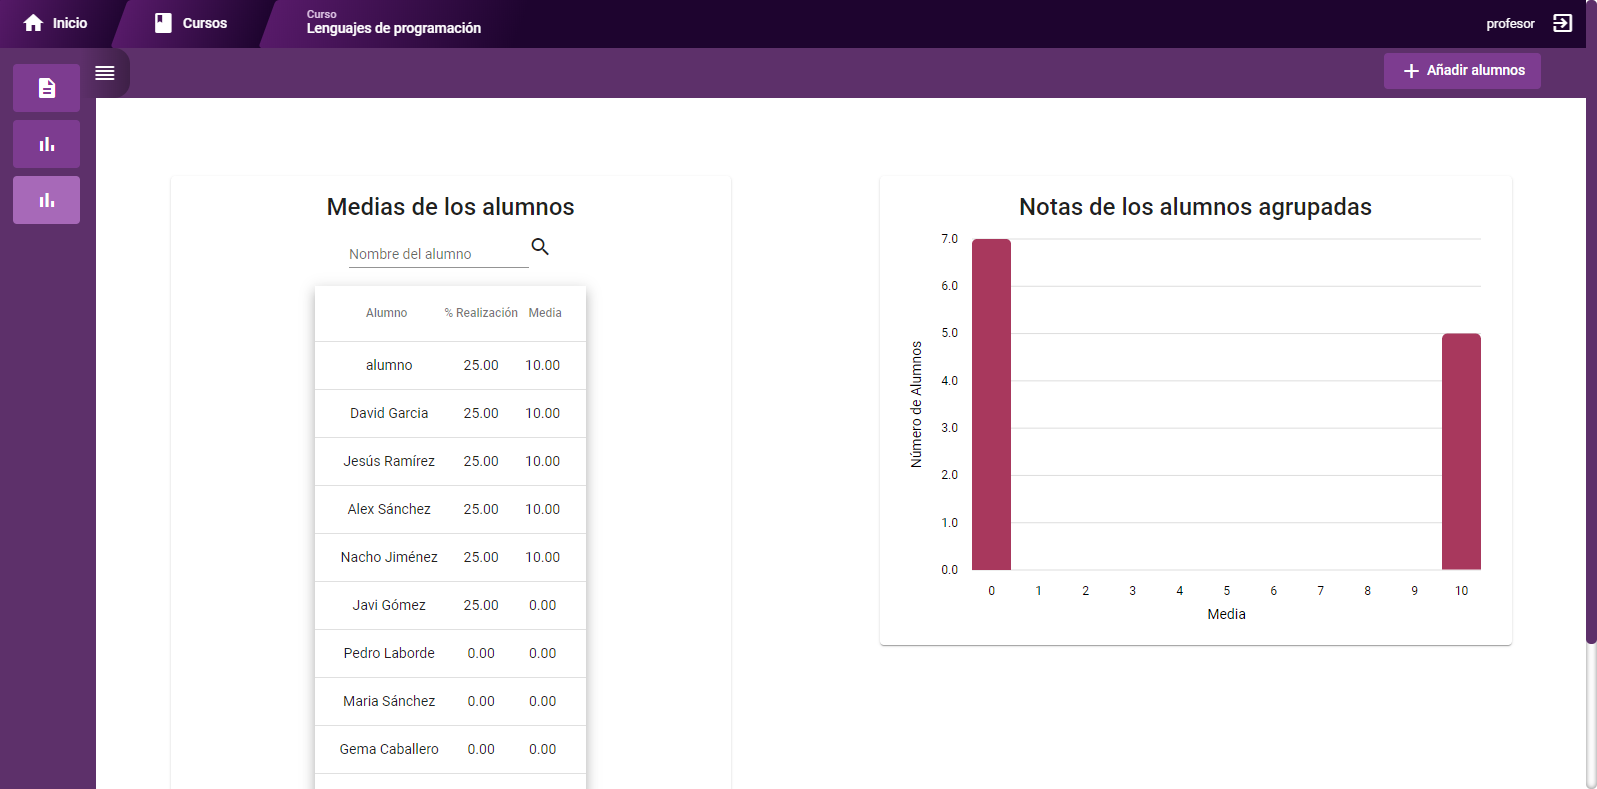 Inicio
Cursos
Curso
Lenguajes de programación
profesor
Añadir alumnos
Medias de los alumnos
Nombre del alumno
Alumno % Realización Media
alumno 25.00 10.00
David Garcia 25.00 10.00
Jesús Ramírez 25.00 10.00
Alex Sánchez 25.00 10.00
Nacho Jiménez 25.00 10.00
Javi Gómez 25.00 0.00
Pedro Laborde 0.00 0.00
Maria Sánchez 0.00 0.00
Gema Caballero 0.00 0.00
Notas de los alumnos agrupadas
Número de Alumnos
7.0
6.0
5.0
4.0
3.0
2.0
1.0
0.0
0 1 2 3 4 5 6 7 8 9 10
Media